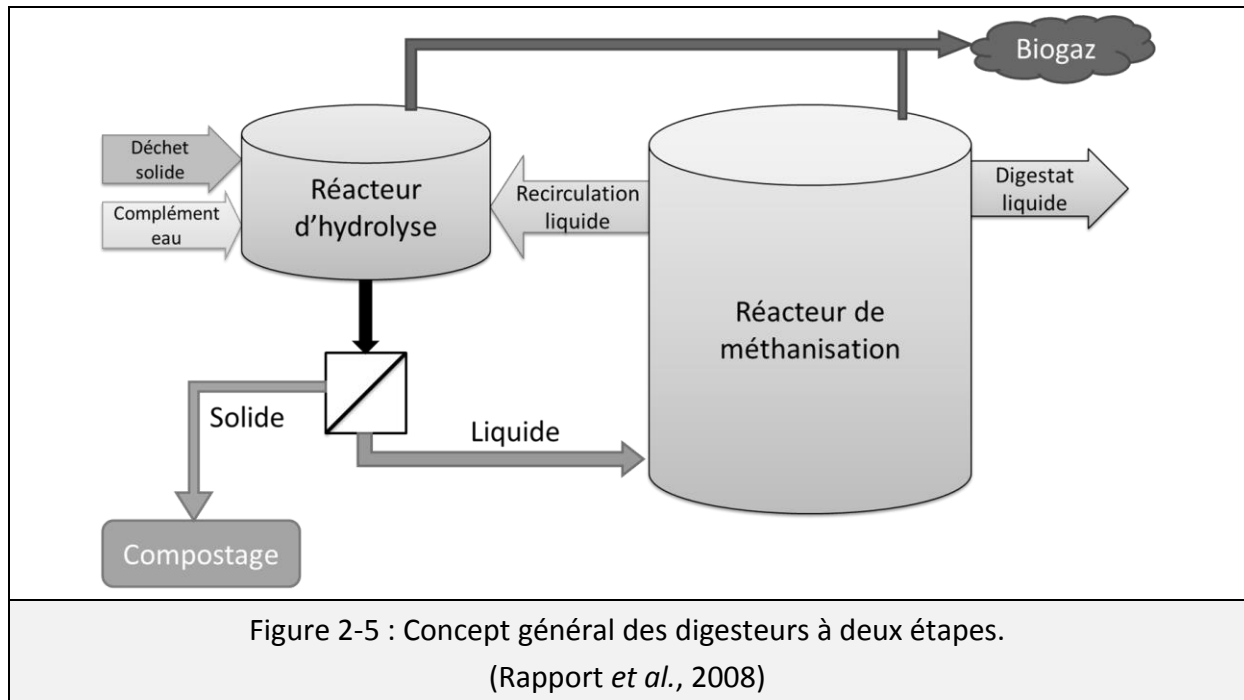 Biogaz
Déchet
solide
Complément
eau
Réacteur
d’hydrolyse
Recirculation
liquide
Digestat
liquide
Réacteur de
méthanisation
Solide
Liquide
Compostage
Figure 2-5 : Concept général des digesteurs à deux étapes.
(Rapport et al., 2008)